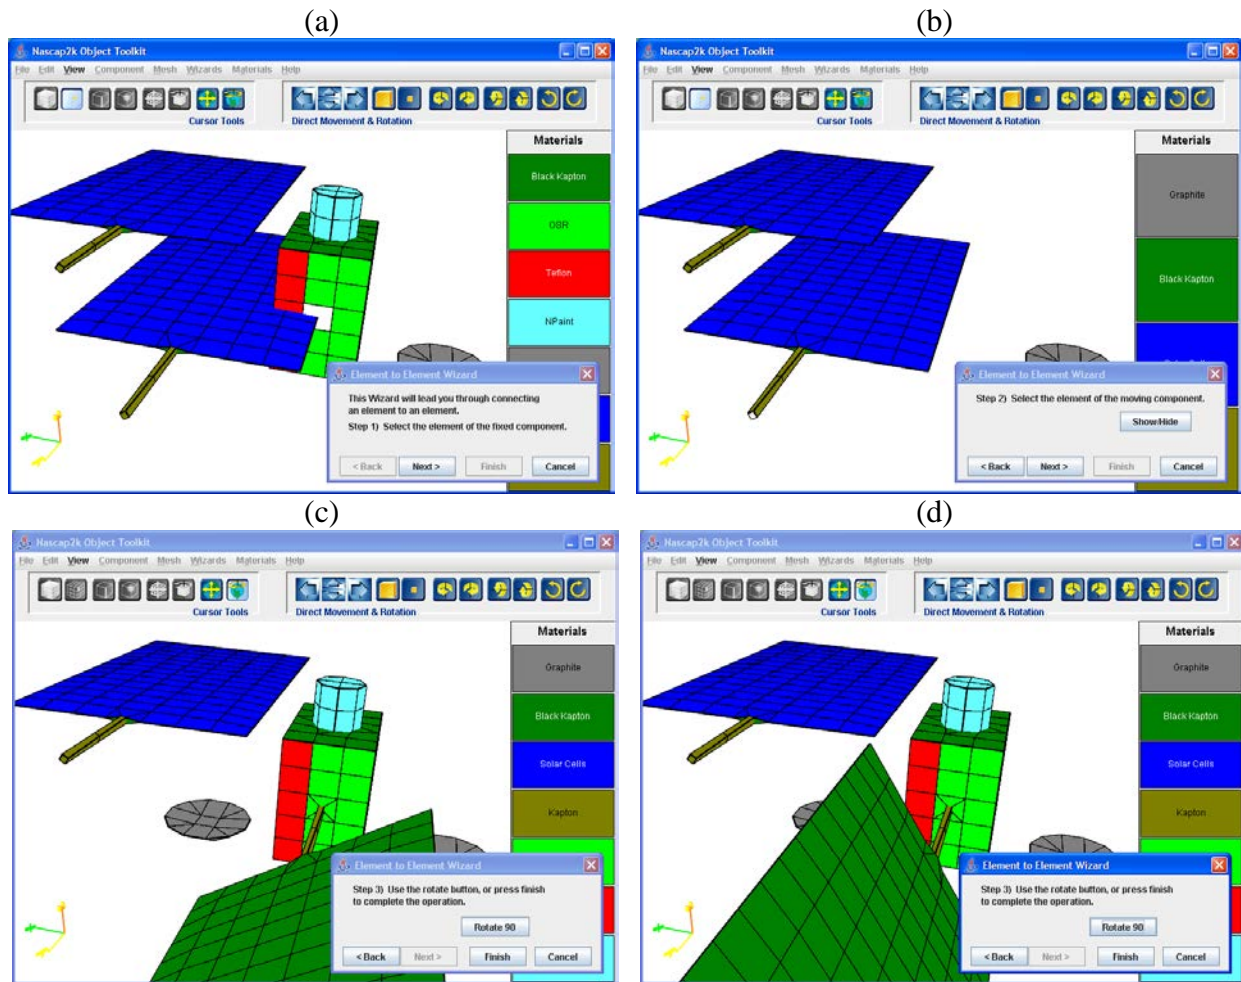 (a)
Nascap2k Object Toolkit
File Edit View Component Mesh Wizards Materials Help
Cursor Tools
Direct Movement & Rotation
Materials
Black Kapton
OSR
Teflon
NPaint
Element to Element Wizard
This Wizard will lead you through connecting
an element to an element.
Step 1) Select the element of the fixed component.
< Back Next > Finish Cancel
(b)
Nascap2k Object Toolkit
File Edit View Component Mesh Wizards Materials Help
Cursor Tools
Direct Movement & Rotation
Materials
Graphite
Black Kapton
Element to Element Wizard
Step 2) Select the element of the moving component.
Show/Hide
< Back Next > Finish Cancel
(c)
Nascap2k Object Toolkit
File Edit View Component Mesh Wizards Materials Help
Cursor Tools
Direct Movement & Rotation
Materials
Graphite
Black Kapton
Solar Cells
Kapton
Element to Element Wizard
Step 3) Use the rotate button, or press finish
to complete the operation.
Rotate 90
< Back Next > Finish Cancel
(d)
Nascap2k Object Toolkit
File Edit View Component Mesh Wizards Materials Help
Cursor Tools
Direct Movement & Rotation
Materials
Graphite
Black Kapton
Solar Cells
Kapton
Element to Element Wizard
Step 3) Use the rotate button, or press finish
to complete the operation.
Rotate 90
< Back Next > Finish Cancel